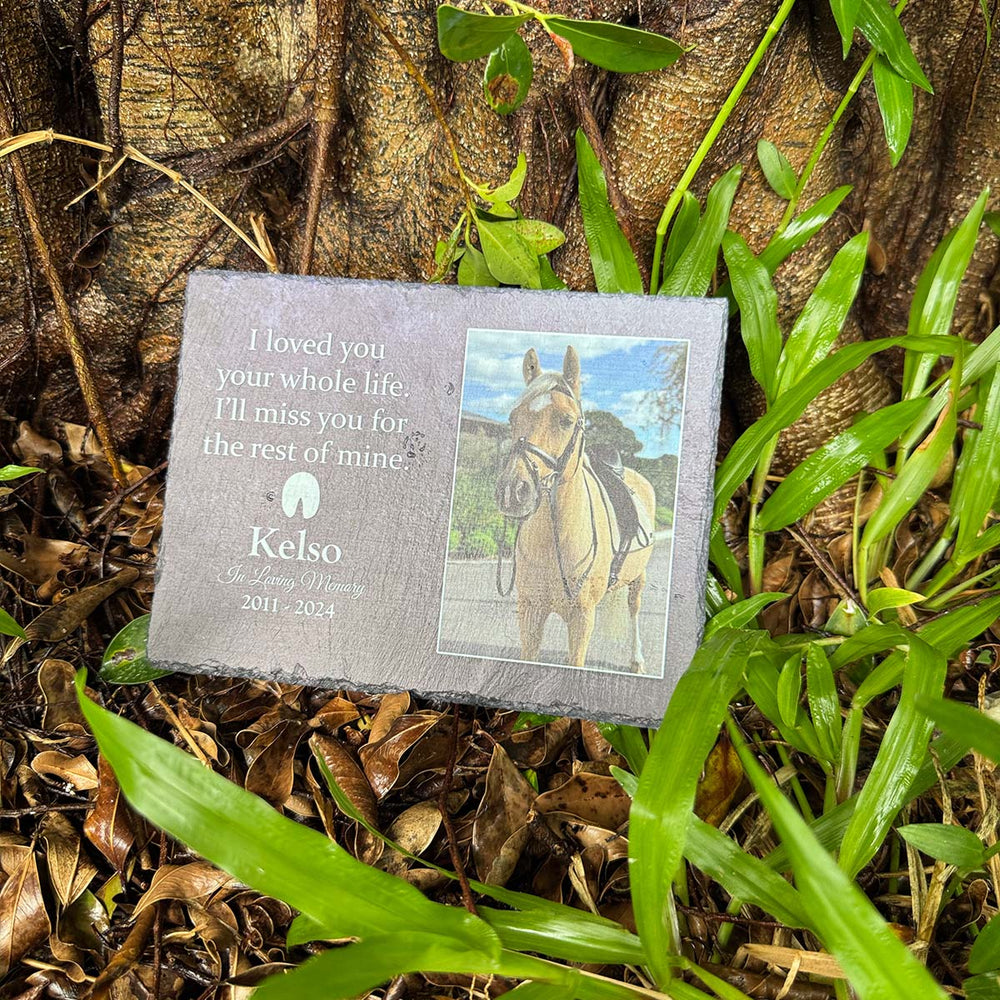 I loved you
your whole life.
I'll miss you for
the rest of mine.
Kelso
In Loving Memory
2011 - 2024